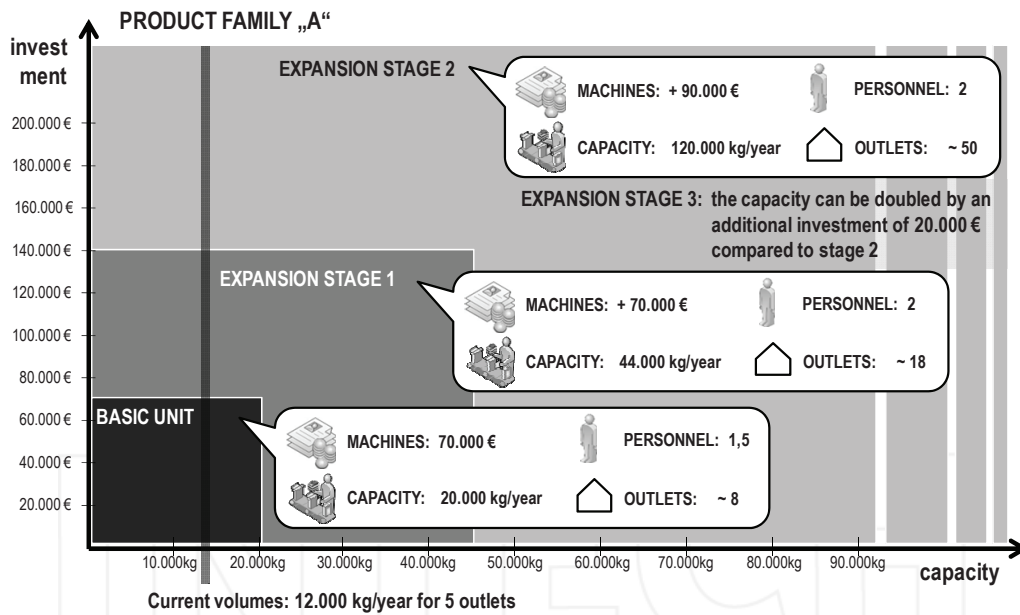 PRODUCT FAMILY „A“
invest
ment
200.000 €
180.000 €
160.000 €
140.000 €
120.000 €
100.000 €
80.000 €
60.000 €
40.000 €
20.000 €
EXPANSION STAGE 2
MACHINES: + 90.000 €
PERSONNEL: 2
CAPACITY: 120.000 kg/year
OUTLETS: ~ 50
EXPANSION STAGE 3: the capacity can be doubled by an
additional investment of 20.000 €
compared to stage 2
EXPANSION STAGE 1
MACHINES: + 70.000 €
PERSONNEL: 2
CAPACITY: 44.000 kg/year
OUTLETS: ~ 18
BASIC UNIT
MACHINES: 70.000 €
PERSONNEL: 1,5
CAPACITY: 20.000 kg/year
OUTLETS: ~ 8
10.000kg
20.000kg
30.000kg
40.000kg
50.000kg
60.000kg
70.000kg
80.000kg
90.000kg
capacity
Current volumes: 12.000 kg/year for 5 outlets